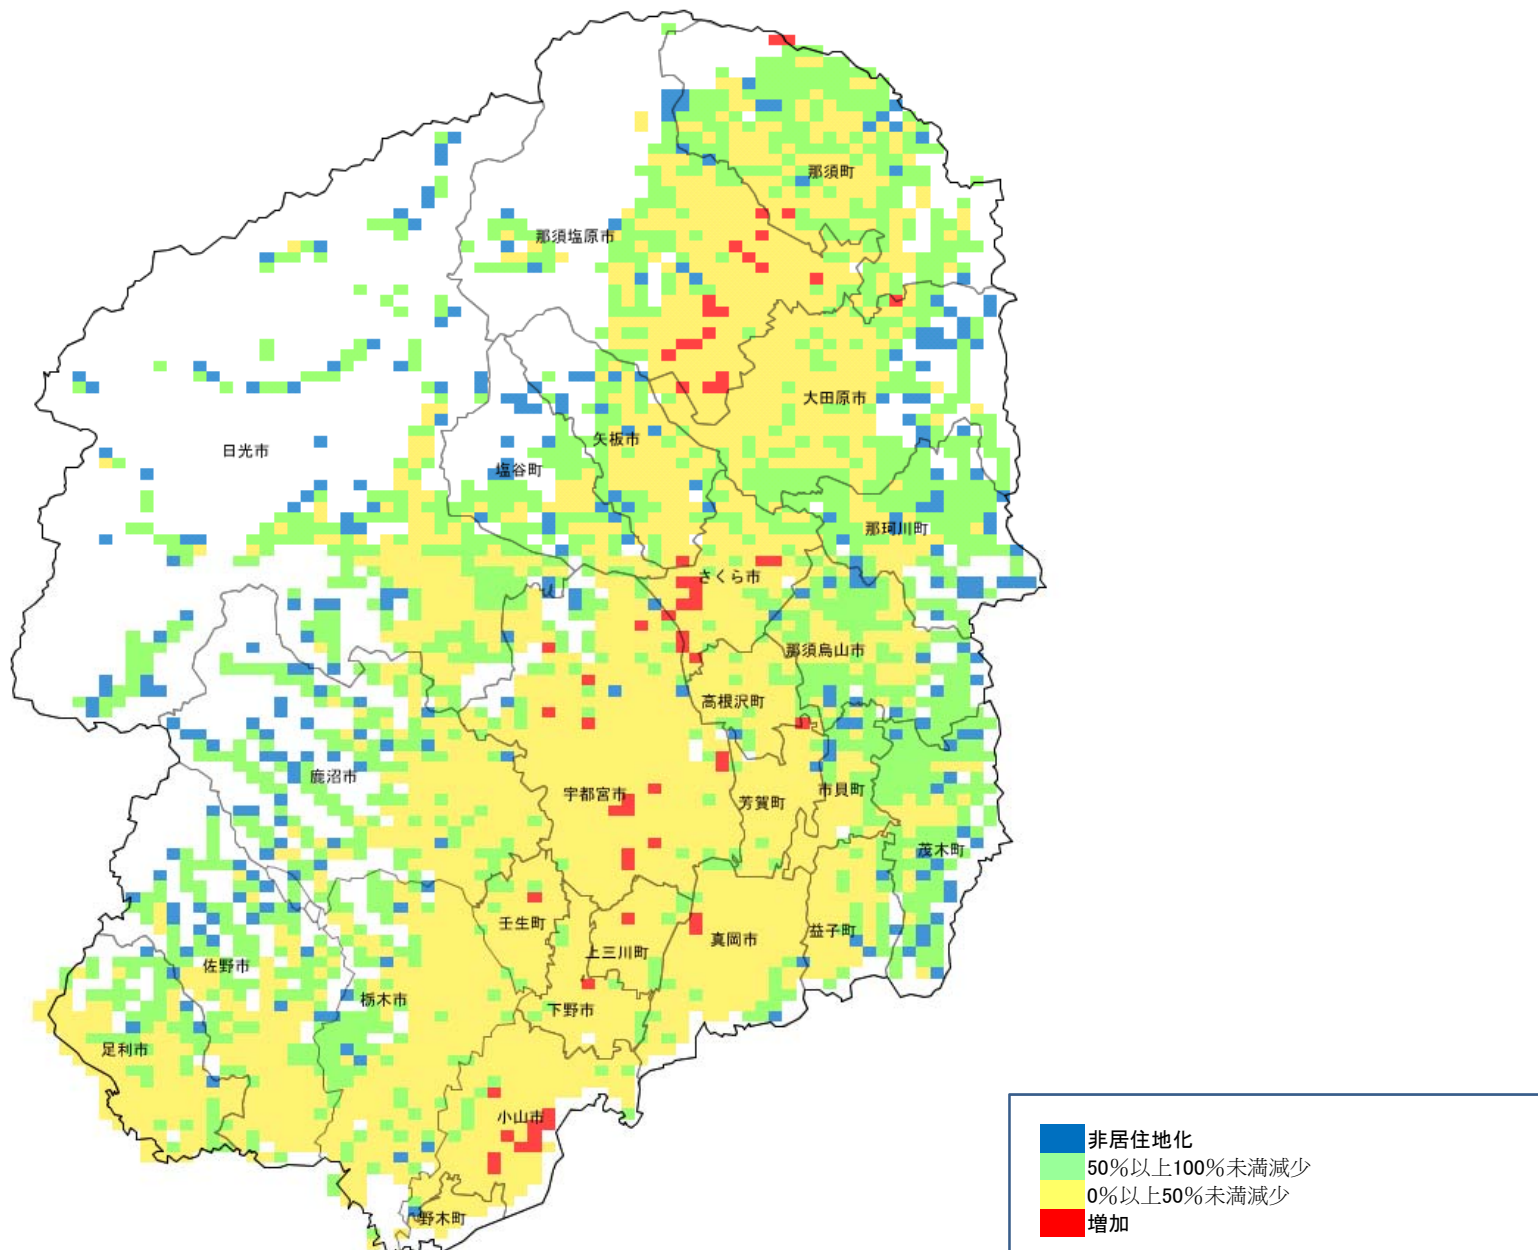 那須町
那須塩原市
大田原市
矢板市
日光市
塩谷町
那珂川町
さくら市
那須烏山市
高根沢町
鹿沼市
宇都宮市
芳賀町
市貝町
茂木町
壬生町
益子町
真岡市
上三川町
佐野市
栃木市
下野市
足利市
小山市
野木町
非居住地化
50%以上100%未満減少
0%以上50%未満減少
増加